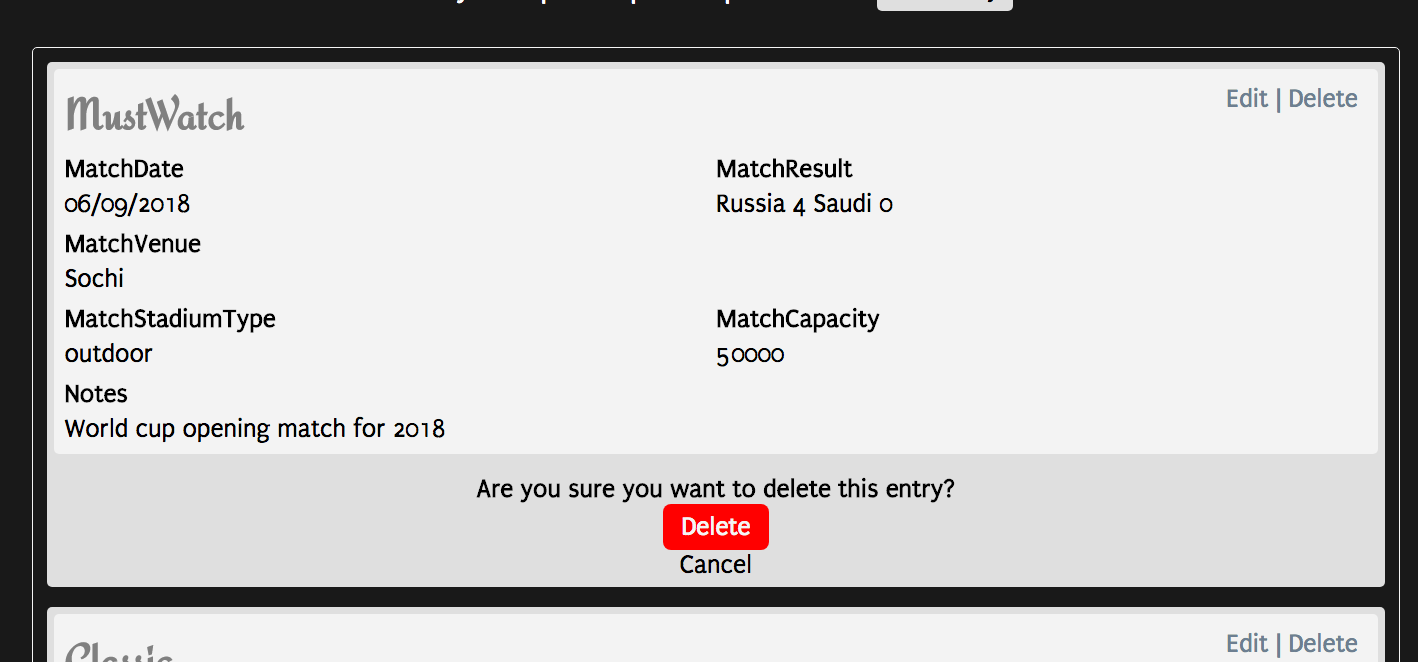 MustWatch
Edit | Delete
MatchDate
MatchResult
06/09/2018
Russia 4 Saudi 0
MatchVenue
Sochi
MatchStadiumType
MatchCapacity
outdoor
50000
Notes
World cup opening match for 2018
Are you sure you want to delete this entry?
Delete
Cancel
Classic
Edit | Delete